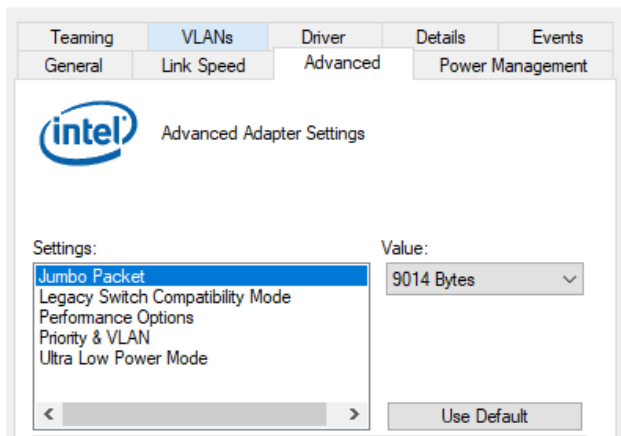 Teaming VLANs Driver Details Events
General Link Speed Advanced Power Management
intel Advanced Adapter Settings
Settings: Value:
Jumbo Packet 9014 Bytes
Legacy Switch Compatibility Mode
Performance Options
Priority & VLAN
Ultra Low Power Mode
Use Default